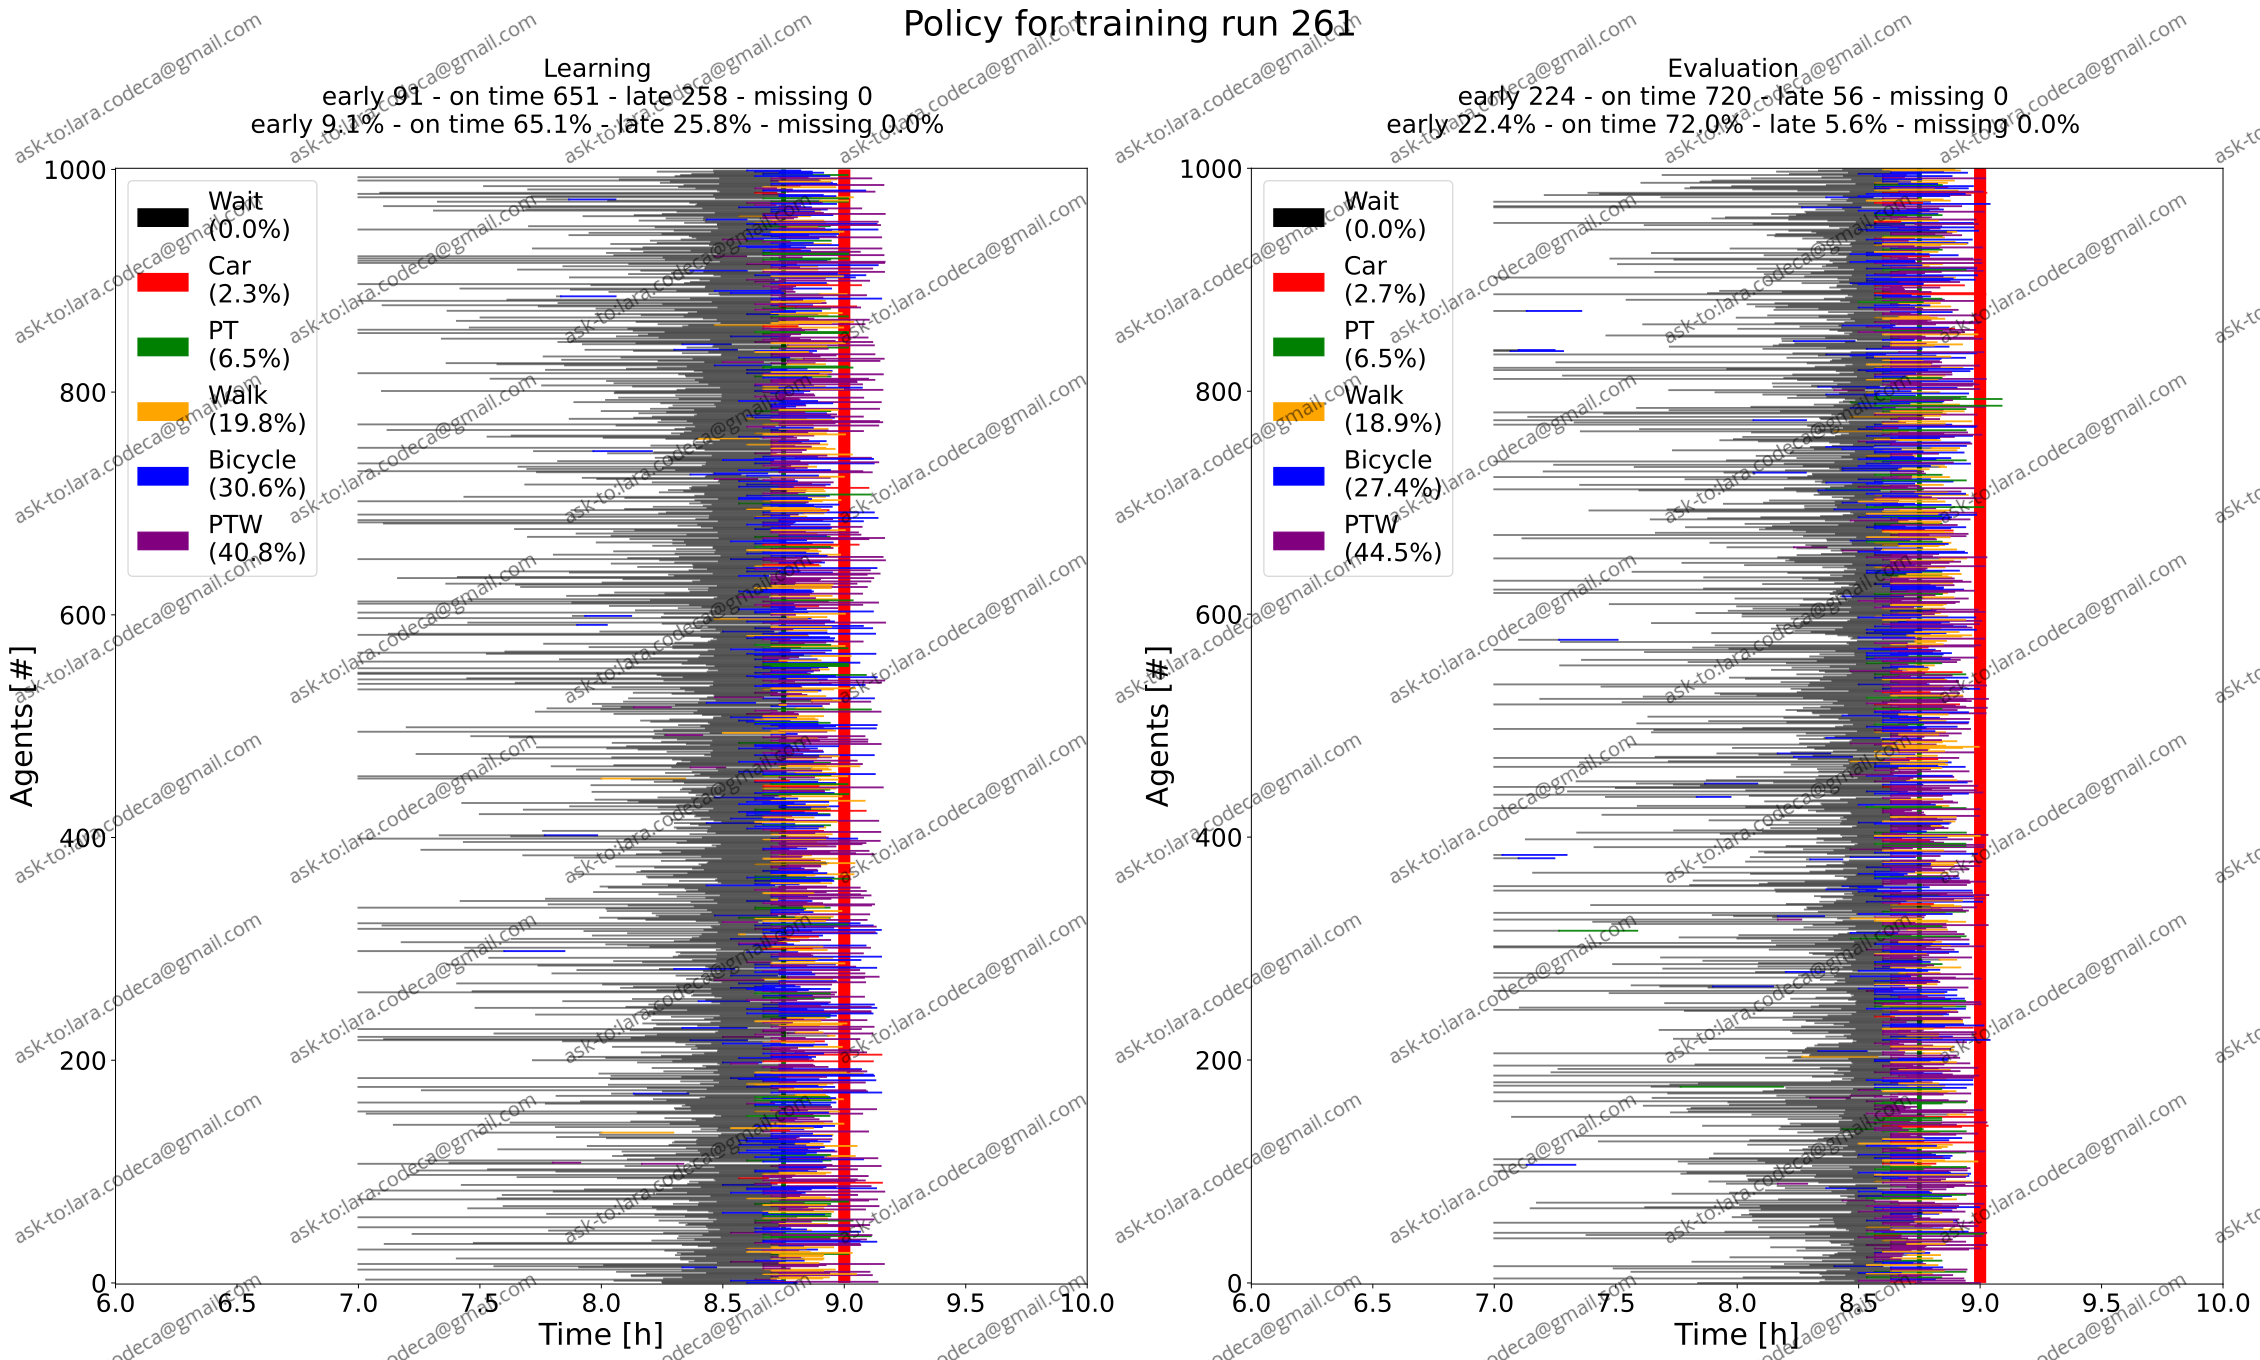 Policy for training run 261
Learning
early 91 - on time 651 - late 258 - missing 0
early 9.1% - on time 65.1% - late 25.8% - missing 0.0%
Evaluation
early 224 - on time 720 - late 56 - missing 0
early 22.4% - on time 72.0% - late 5.6% - missing 0.0%
Agents [#]
1000
800
600
400
200
0
Wait
(0.0%)
Car
(2.3%)
PT
(6.5%)
Walk
(19.8%)
Bicycle
(30.6%)
PTW
(40.8%)
6.0 6.5 7.0 7.5 8.0 8.5 9.0 9.5 10.0
Time [h]
Agents [#]
1000
800
600
400
200
0
Wait
(0.0%)
Car
(2.7%)
PT
(6.5%)
Walk
(18.9%)
Bicycle
(27.4%)
PTW
(44.5%)
6.0 6.5 7.0 7.5 8.0 8.5 9.0 9.5 10.0
Time [h]
ask-to:lara.codeca@gmail.com